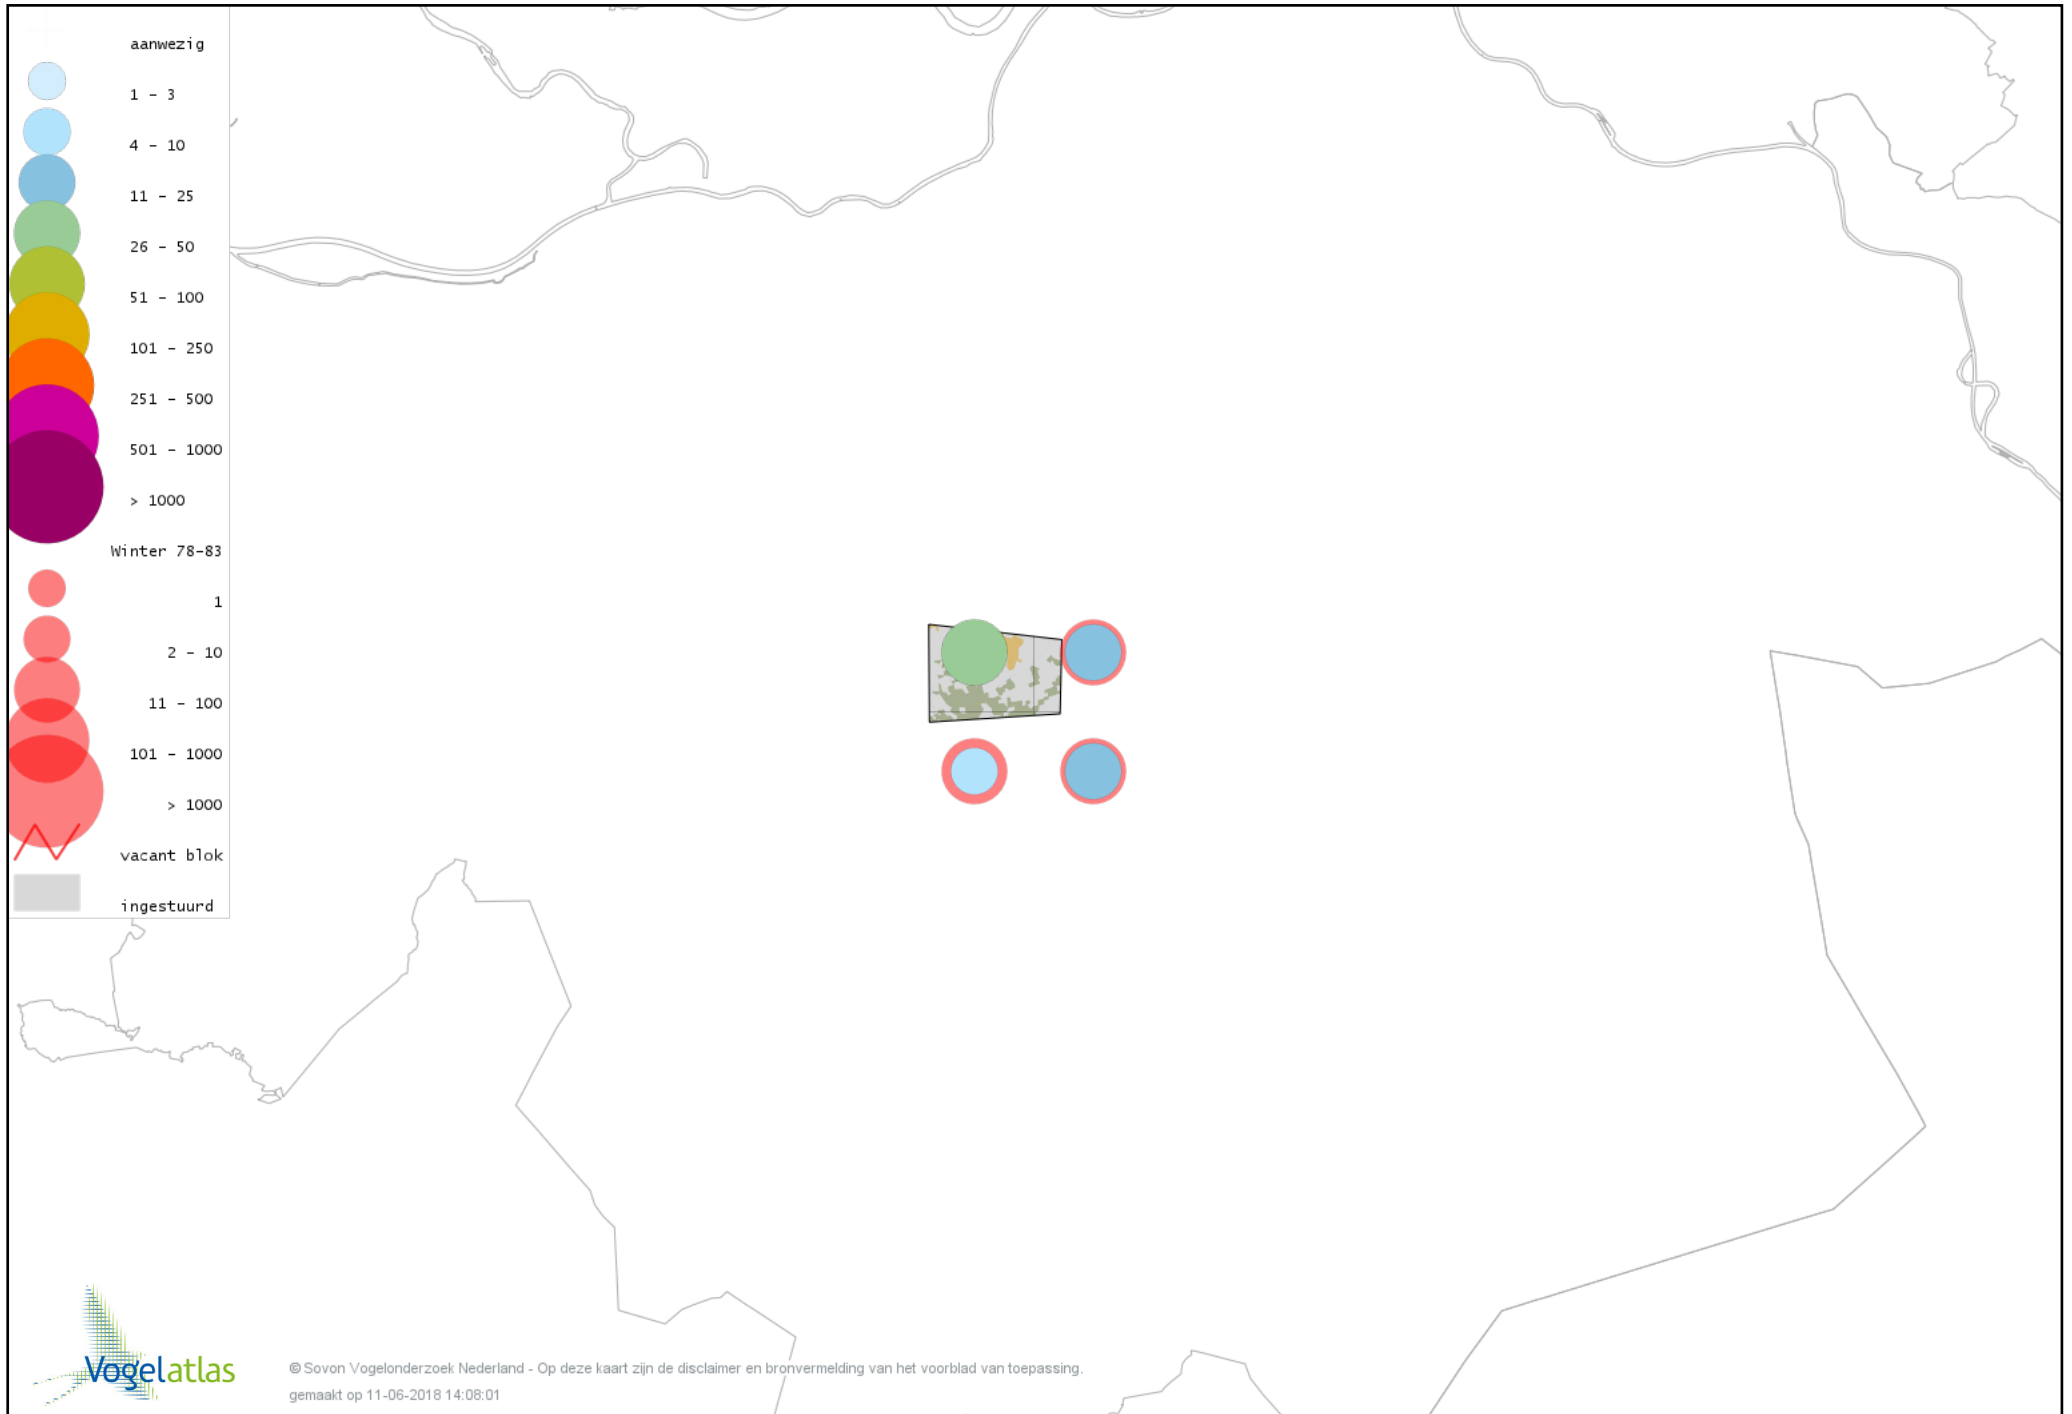 aanwezig
1 - 3
4 - 10
11 - 25
26 - 50
51 - 100
101 - 250
251 - 500
501 - 1000
> 1000
Winter 78-83
1
2 - 10
11 - 100
101 - 1000
> 1000
vacant blok
ingestuurd
Vogelatlas
© Sovon Vogelonderzoek Nederland - Op deze kaart zijn de disclaimer en bronvermelding van het voorblad van toepassing.
gemaakt op 11-06-2018 14:08:01